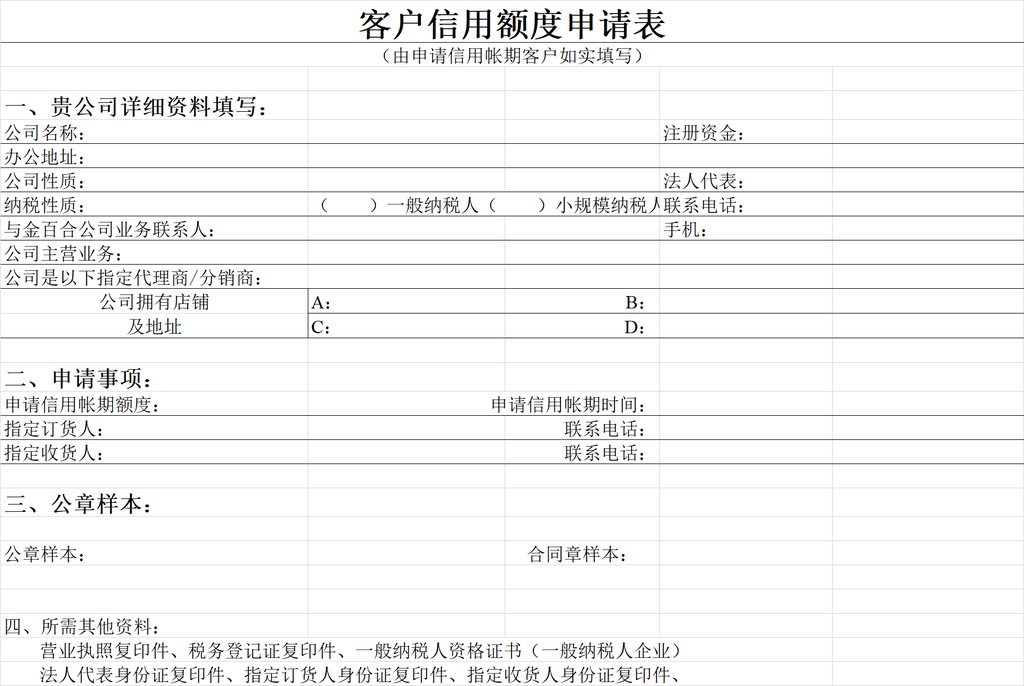 客户信用额度申请表
（由申请信用帐期客户如实填写）
一、贵公司详细资料填写：
公司名称： 注册资金：
办公地址：
公司性质： 法人代表：
纳税性质： （　　）一般纳税人（　　）小规模纳税人 联系电话：
与金百合公司业务联系人： 手机：
公司主营业务：
公司是以下指定代理商/分销商：
公司拥有店铺 A： B：
及地址 C： D：
二、申请事项：
申请信用帐期额度： 申请信用帐期时间：
指定订货人： 联系电话：
指定收货人： 联系电话：
三、公章样本：
公章样本： 合同章样本：
四、所需其他资料：
营业执照复印件、税务登记证复印件、一般纳税人资格证书（一般纳税人企业）
法人代表身份证复印件、指定订货人身份证复印件、指定收货人身份证复印件、